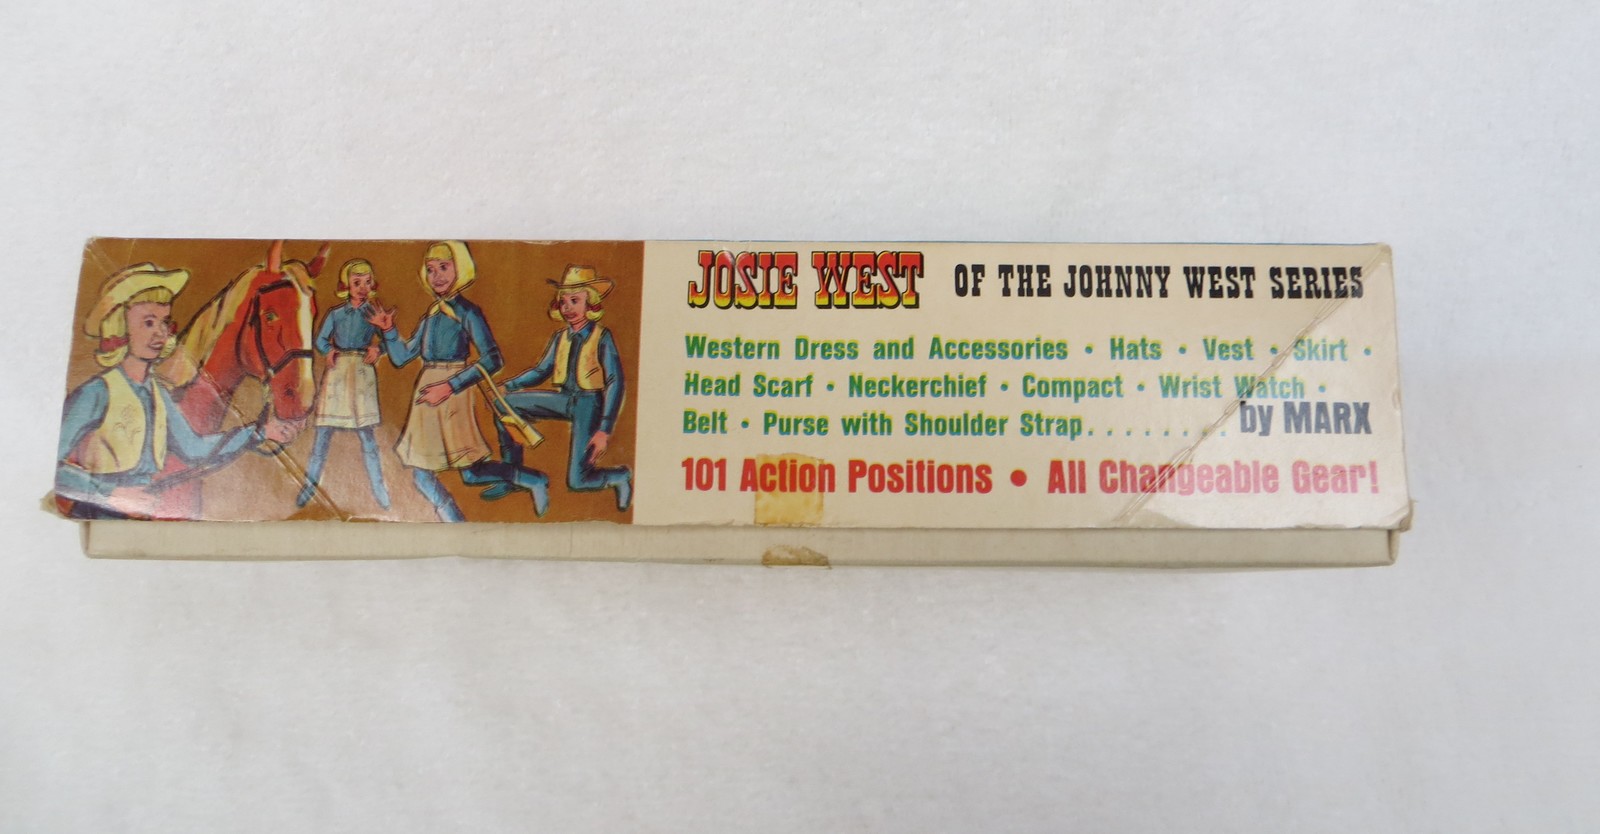 JOSIE WEST OF THE JOHNNY WEST SERIES
Western Dress and Accessories • Hats • Vest • Skirt •
Head Scarf • Neckerchief • Compact • Wrist Watch •
Belt • Purse with Shoulder Strap........ by MARX
101 Action Positions • All Changeable Gear!